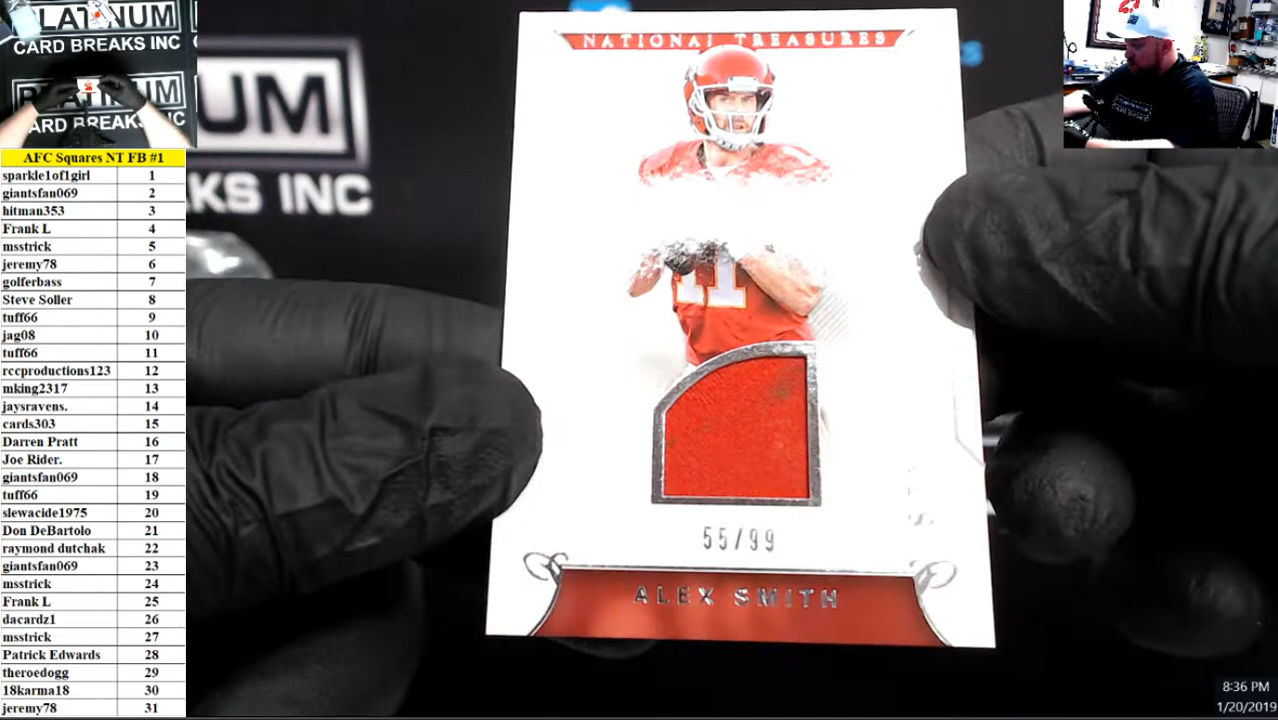 PLATINUM
CARD BREAKS INC
PLATINUM
CARD BREAKS INC
AFC Squares NT FB #1
sparkle1of1girl 1
giantsfan069 2
hitman353 3
Frank L 4
msstrick 5
jeremy78 6
golferbass 7
Steve Soller 8
tuff66 9
jag08 10
tuff66 11
rccproductions123 12
mking2317 13
jaysravens. 14
cards303 15
Darren Pratt 16
Joe Rider. 17
giantsfan069 18
tuff66 19
slewacide1975 20
Don DeBartolo 21
raymond dutchak 22
giantsfan069 23
msstrick 24
Frank L 25
dacardz1 26
msstrick 27
Patrick Edwards 28
theroedogg 29
18karma18 30
jeremy78 31
UM
KS INC
NATIONAL TREASURES
11
55/99
ALEX SMITH
8:36 PM
1/20/2019